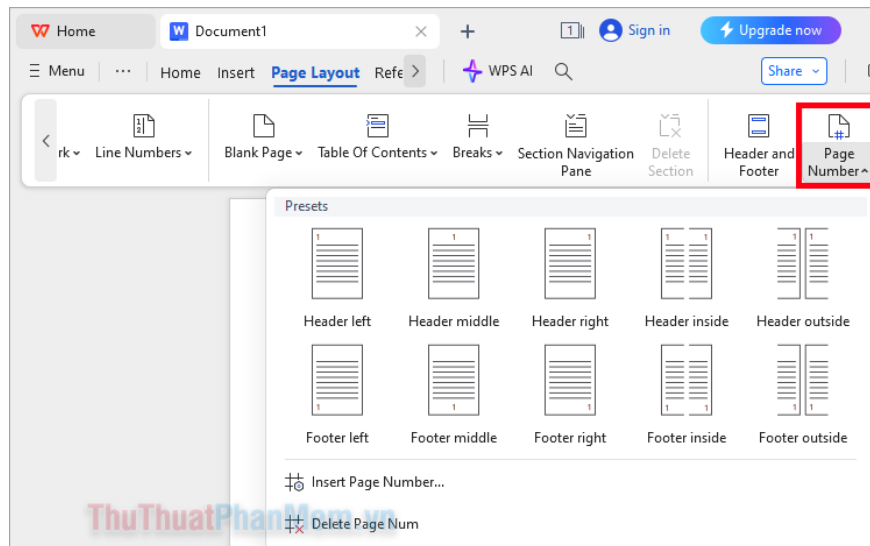 Home
Document1
1
Sign in
Upgrade now
Menu
Home
Insert
Page Layout
Refe
WPS AI
Share
rk
Line Numbers
Blank Page
Table Of Contents
Breaks
Section Navigation
Pane
Delete
Section
Header and
Footer
Page
Number
Presets
1
1
1
1 1
1 1
Header left
Header middle
Header right
Header inside
Header outside
1
1
1
1 1
1 1
Footer left
Footer middle
Footer right
Footer inside
Footer outside
Insert Page Number...
Delete Page Num
ThuThuatPhanMem.vn